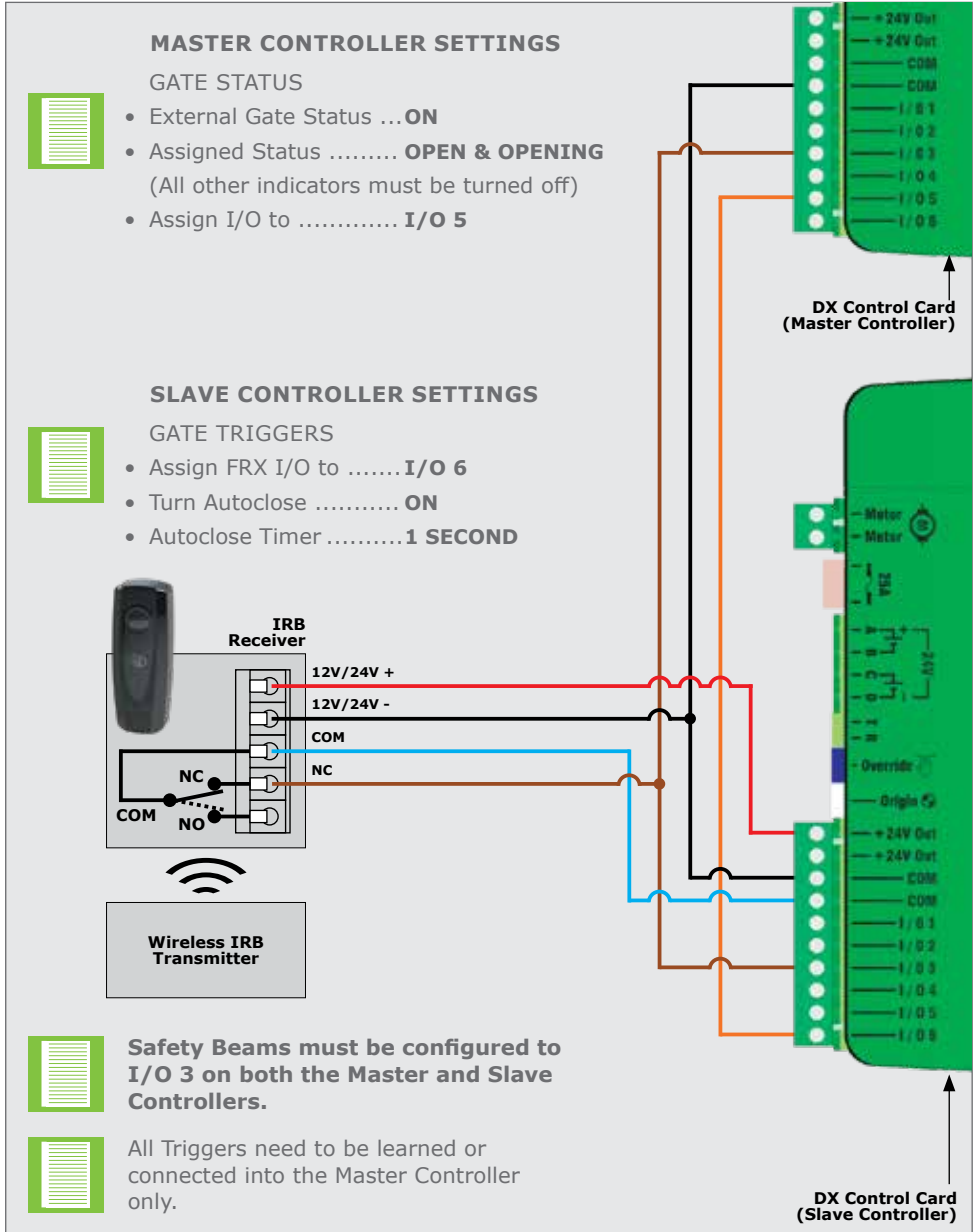 MASTER CONTROLLER SETTINGS
GATE STATUS
• External Gate Status ...ON
• Assigned Status ......... OPEN & OPENING
(All other indicators must be turned off)
• Assign I/O to ............. I/O 5
+24V Out
+24V Out
COM
COM
I/O 1
I/O 2
I/O 3
I/O 4
I/O 5
I/O 6
DX Control Card
(Master Controller)
SLAVE CONTROLLER SETTINGS
GATE TRIGGERS
• Assign FRX I/O to .......I/O 6
• Turn Autoclose ........... ON
• Autoclose Timer ..........1 SECOND
IRB
Receiver
12V/24V +
12V/24V -
COM
NC
NC
COM
NO
Wireless IRB
Transmitter
Motor
Motor
M
25A
A
B
C
D
24V
Override
Origin
+24V Out
+24V Out
COM
COM
I/O 1
I/O 2
I/O 3
I/O 4
I/O 5
I/O 6
Safety Beams must be configured to
I/O 3 on both the Master and Slave
Controllers.
All Triggers need to be learned or
connected into the Master Controller
only.
DX Control Card
(Slave Controller)